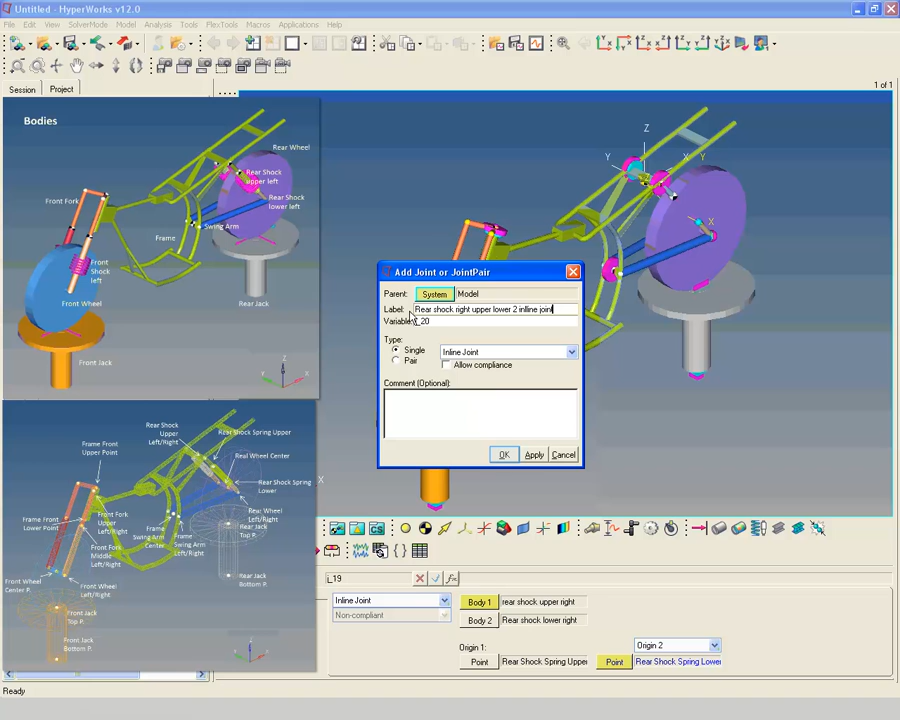 Untitled - HyperWorks v12.0
File Edit View SolverMode Model Analysis Tools FlexTools Macros Applications Help
Session Project
1 of 1
Bodies
Rear Wheel
Rear Shock
upper left
Rear Shock
lower left
Front Fork
Swing Arm
Frame
Front
Shock
left
Front Wheel
Rear Jack
Front Jack
Z
Y
X
Y
X
Add Joint or JointPair
Parent: System Model
Label: Rear shock right upper lower 2 inlline joint
Variable: j_20
Type:
Single
Inline Joint
Pair
Allow compliance
Comment (Optional):
OK Apply Cancel
Rear
Shock
Upper
Left/Right
Rear Shock Spring Upper
Frame Front
Upper Point
Real Wheel Center
Rear Shock Spring
Lower
Rear Wheel
Left/Right
Front Fork
Upper
Left/Right
Frame Front
Lower Point
Frame
Swing Arm
Center
Frame
Swing Arm
Left/Right
Rear Jack
Top P.
Front Fork
Middle
Left/Right
Front Wheel
Center P.
Front Wheel
Left/Right
Rear Jack
Bottom P.
Front Jack
Top P.
Front Jack
Bottom P.
j_19
Inline Joint
Body 1 rear shock upper right
Non-compliant
Body 2 Rear shock lower right
Origin 1:
Origin 2
Point Rear Shock Spring Upper
Point Rear Shock Spring Lower
Ready